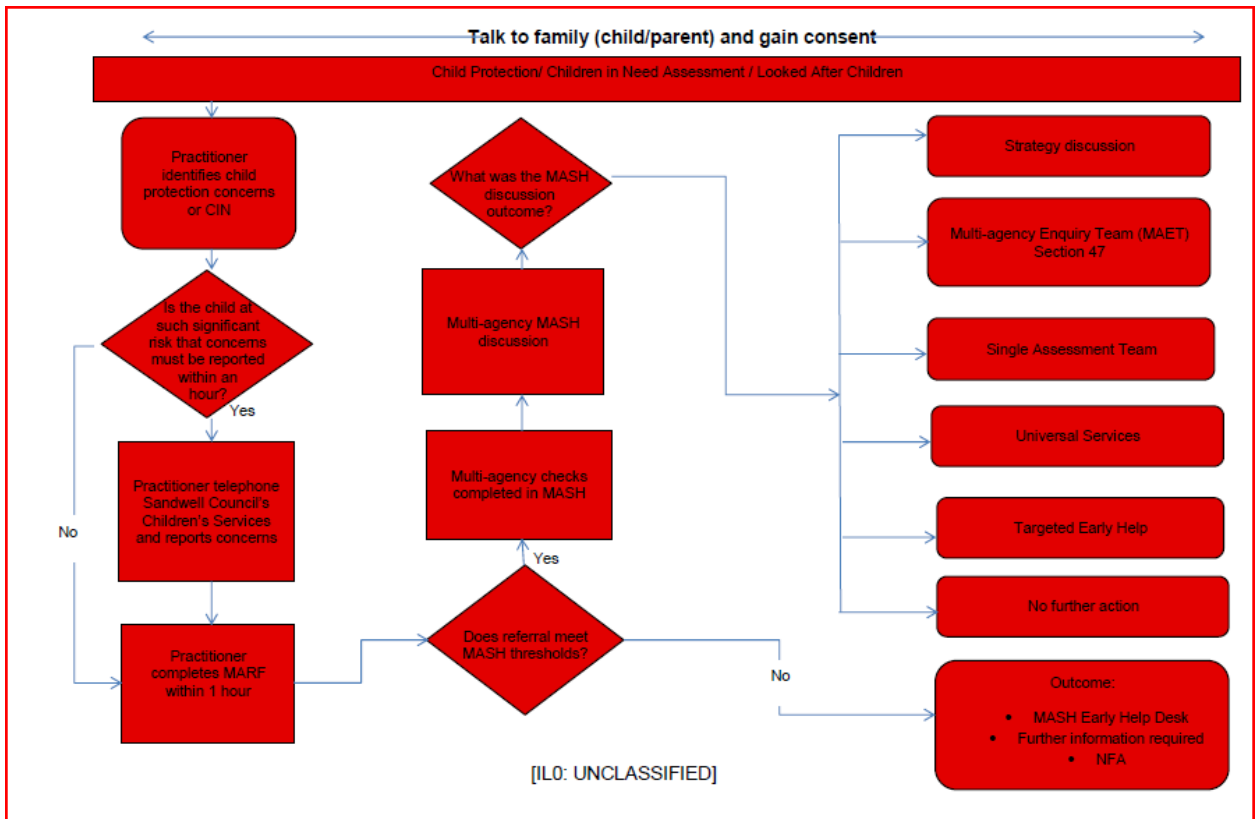 Talk to family (child/parent) and gain consent
Child Protection/ Children in Need Assessment / Looked After Children
Practitioner
identifies child
protection concerns
or CIN
Is the child at
such significant
risk that concerns
must be reported
within an
hour?
Yes
No
Practitioner telephone
Sandwell Council's
Children's Services
and reports concerns
Practitioner
completes MARF
within 1 hour
What was the MASH
discussion
outcome?
Multi-agency MASH
discussion
Multi-agency checks
completed in MASH
Yes
Does referral meet
MASH thresholds?
No
Strategy discussion
Multi-agency Enquiry Team (MAET)
Section 47
Single Assessment Team
Universal Services
Targeted Early Help
No further action
Outcome:
• MASH Early Help Desk
• Further information required
• NFA
[IL0: UNCLASSIFIED]